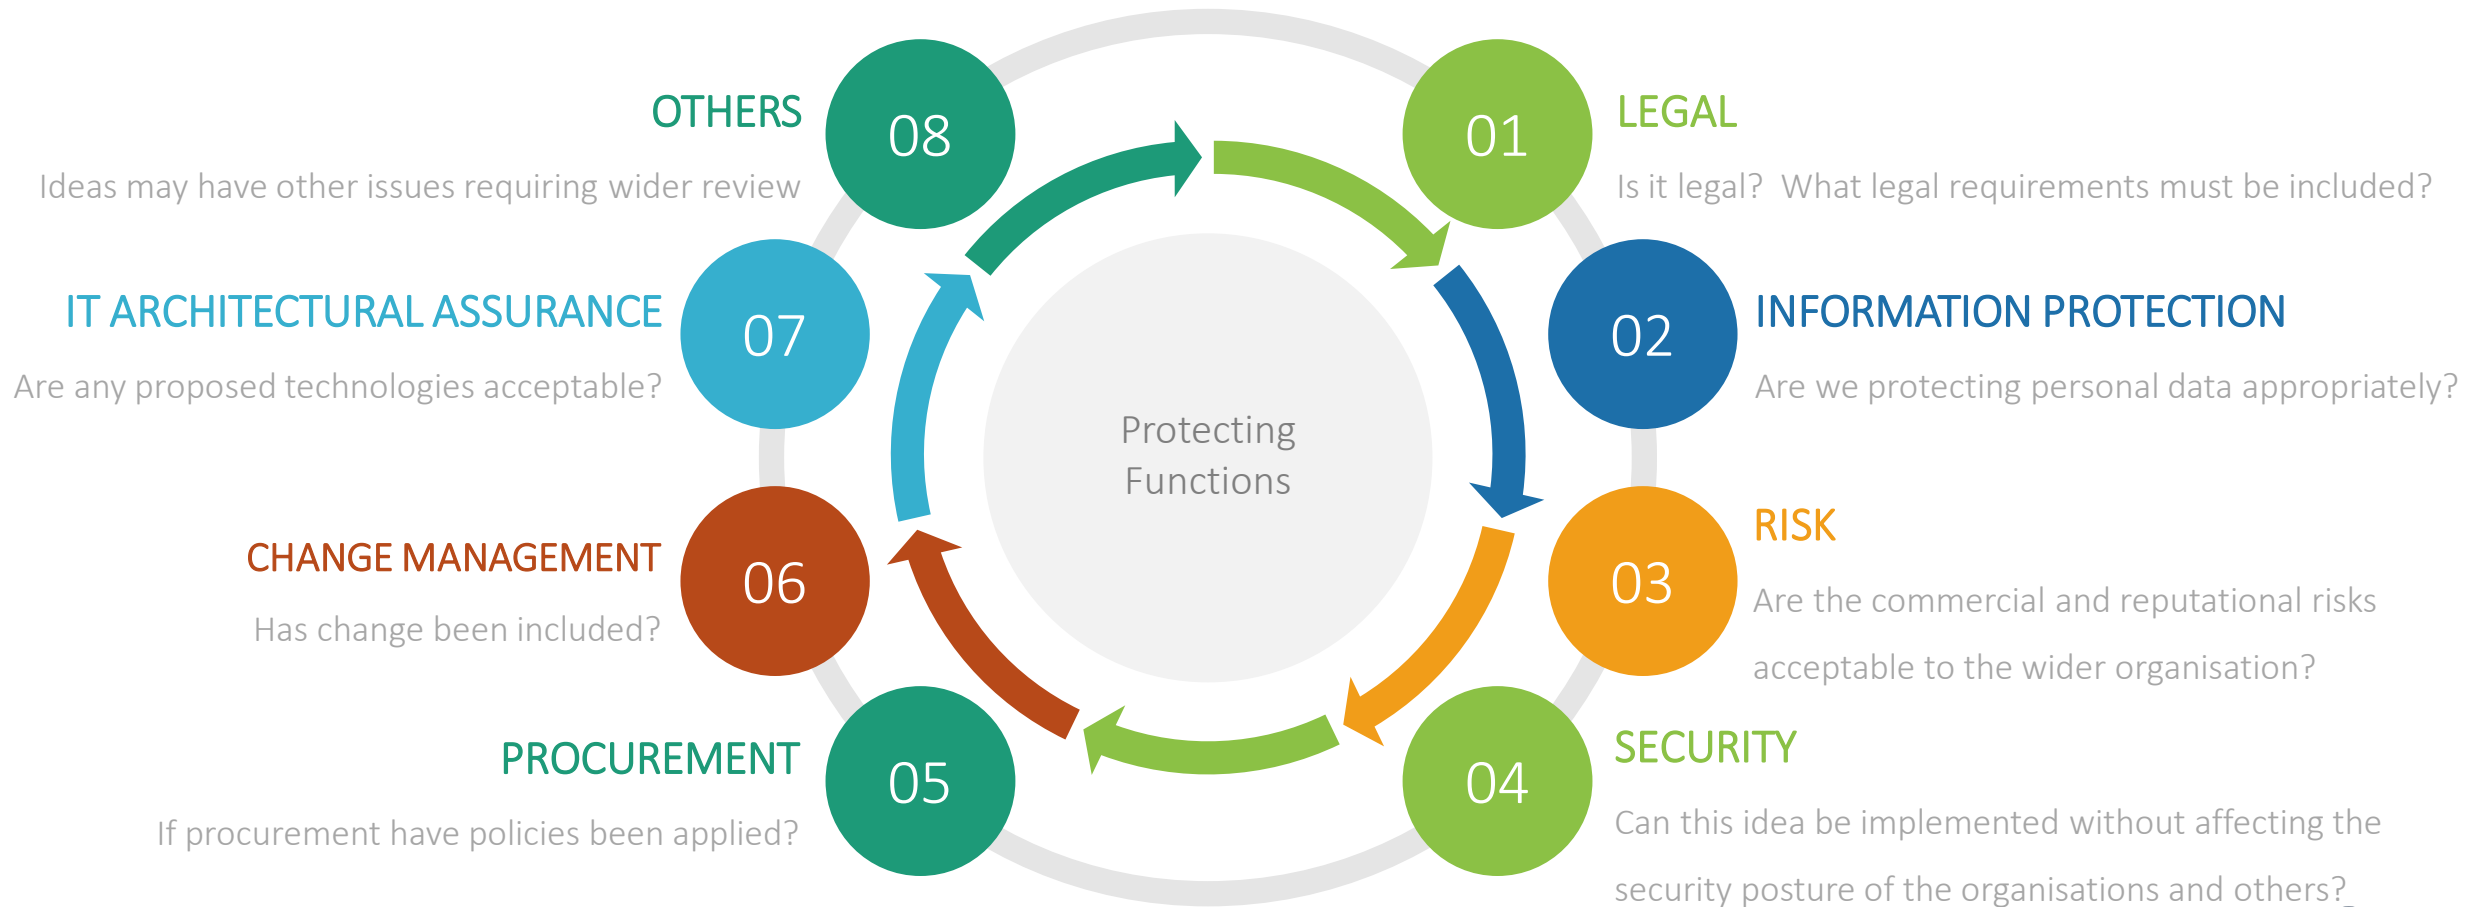 01
LEGAL
Is it legal?  What legal requirements must be included?
02
INFORMATION PROTECTION
Are we protecting personal data appropriately?
03
RISK
Are the commercial and reputational risks
acceptable to the wider organisation?
04
SECURITY
Can this idea be implemented without affecting the
security posture of the organisations and others?
05
PROCUREMENT
If procurement have policies been applied?
06
CHANGE MANAGEMENT
Has change been included?
07
IT ARCHITECTURAL ASSURANCE
Are any proposed technologies acceptable?
08
OTHERS
Ideas may have other issues requiring wider review
Protecting
Functions